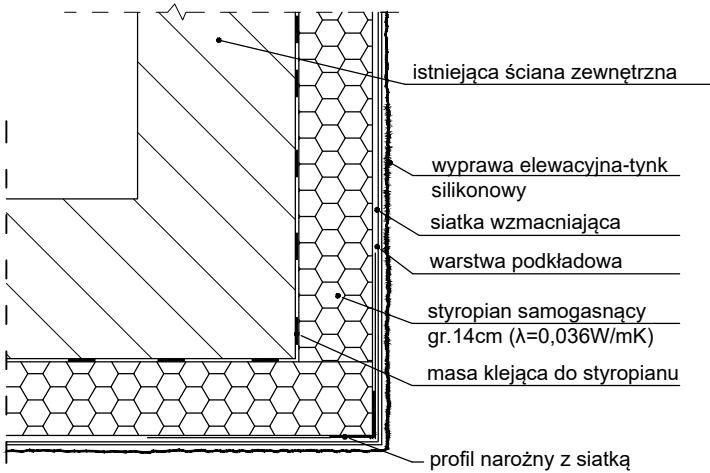 istniejąca ściana zewnętrzna
wyprawa elewacyjna-tynk
silikonowy
siatka wzmacniająca
warstwa podkładowa
styropian samogasnący
gr.14cm (λ=0,036W/mK)
masa klejąca do styropianu
profil narożny z siatką